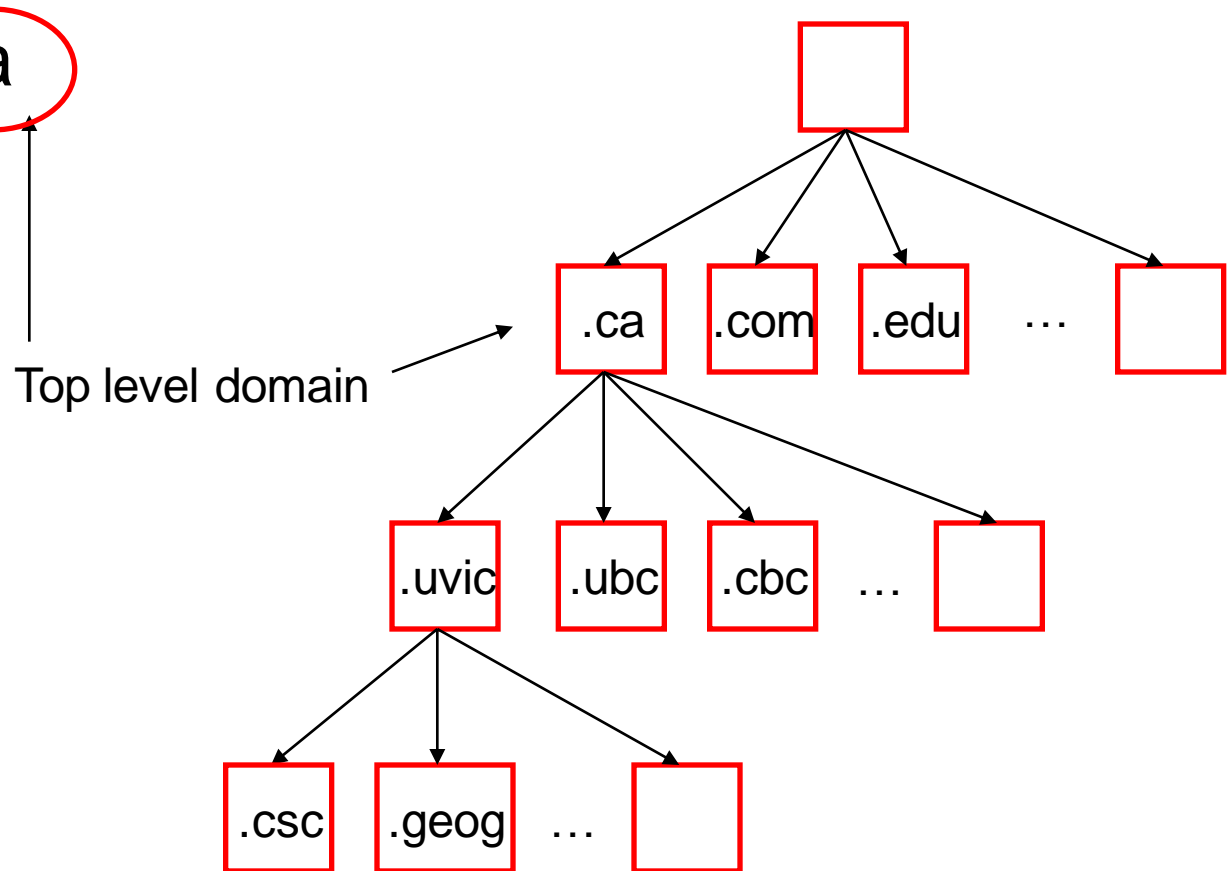 a
.ca .com .edu …
Top level domain
.uvic .ubc .cbc …
.csc .geog …